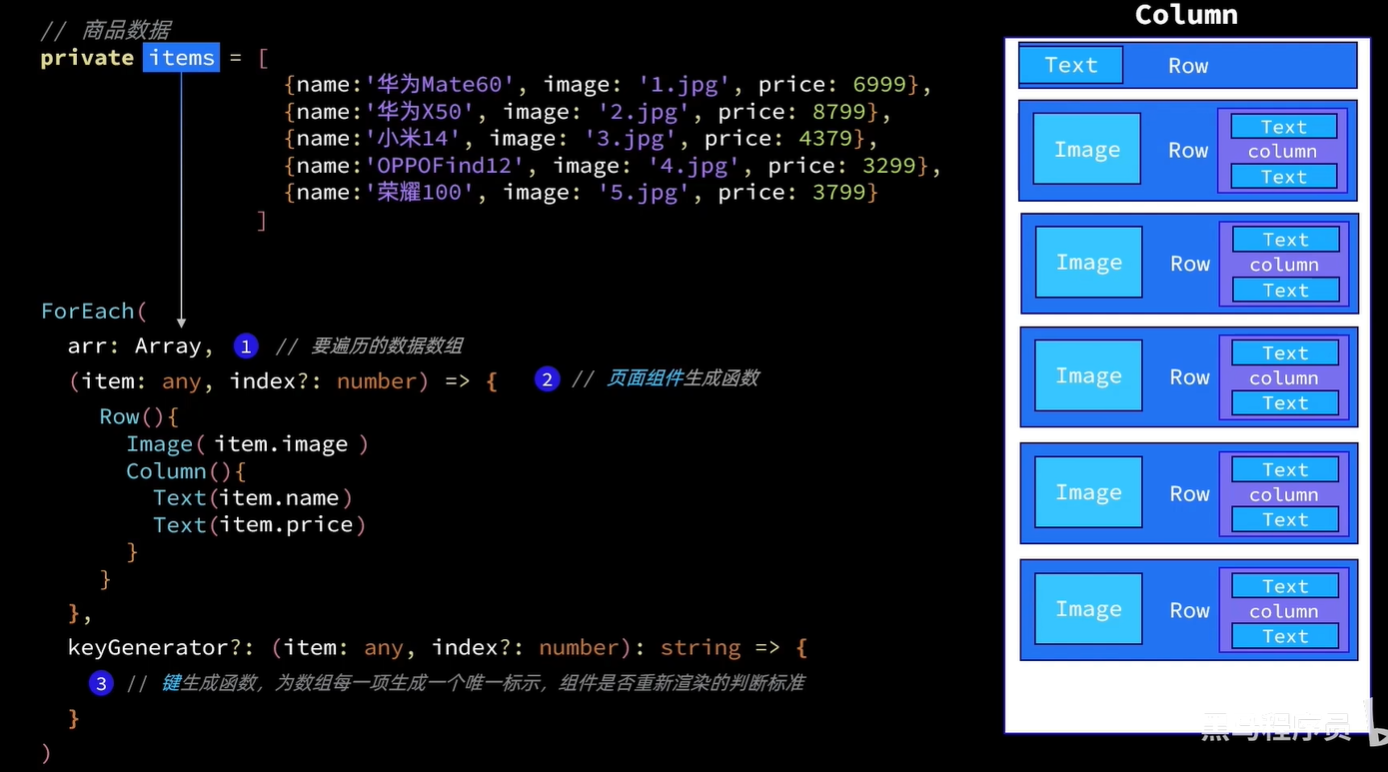 // 商品数据
private items = [
{name:'华为Mate60', image: '1.jpg', price: 6999},
{name:'华为X50', image: '2.jpg', price: 8799},
{name:'小米14', image: '3.jpg', price: 4379},
{name:'OPPOFind12', image: '4.jpg', price: 3299},
{name:'荣耀100', image: '5.jpg', price: 3799}
]
ForEach(
arr: Array, 1 // 要遍历的数据数组
(item: any, index?: number) => { 2 // 页面组件生成函数
Row(){
Image( item.image )
Column(){
Text(item.name)
Text(item.price)
}
}
},
keyGenerator?: (item: any, index?: number): string => {
3 // 键生成函数，为数组每一项生成一个唯一标示，组件是否重新渲染的判断标准
}
)
Column
Text Row
Image Row
Text
column
Text
Image Row
Text
column
Text
Image Row
Text
column
Text
Image Row
Text
column
Text
Image Row
Text
column
Text
黑马程序员